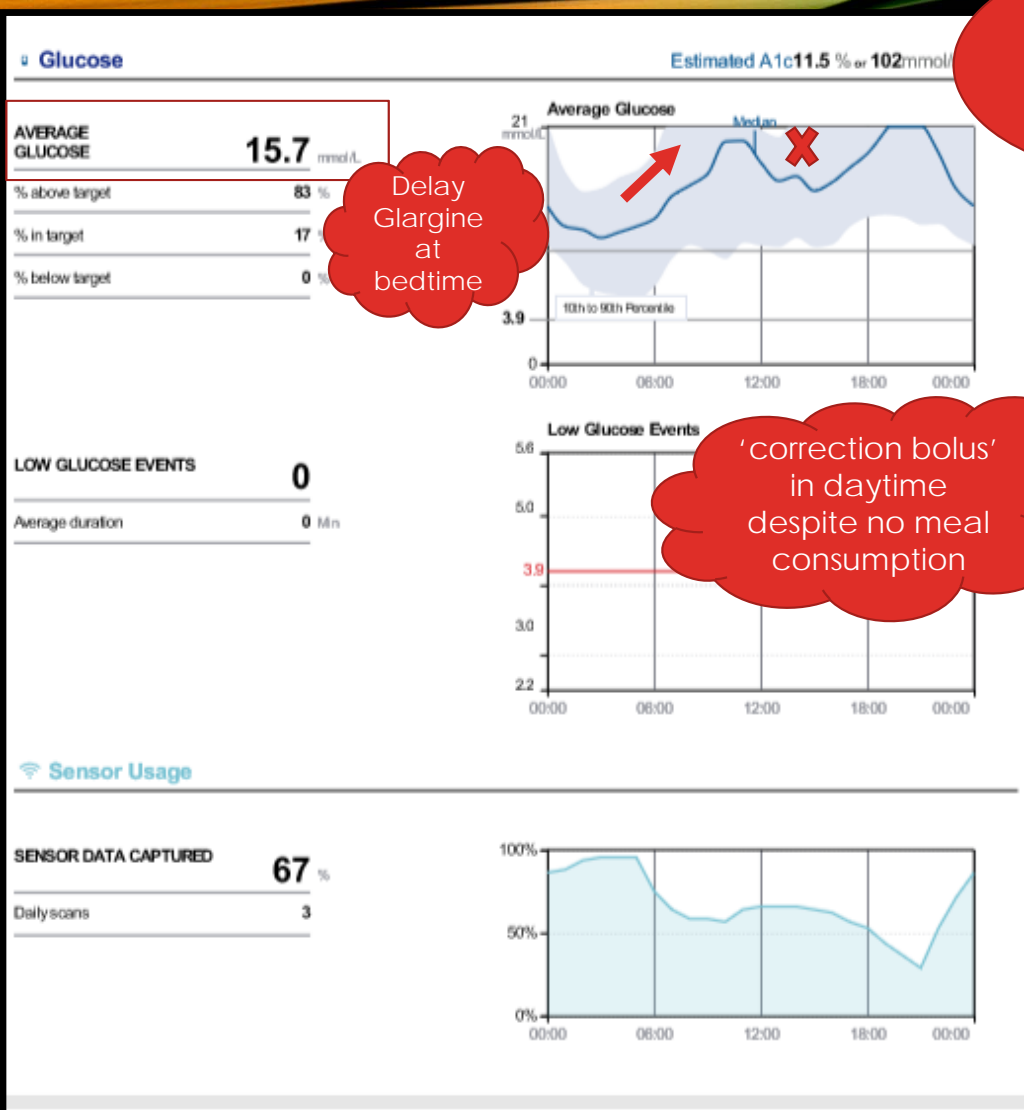 Glucose
Estimated A1c11.5 % or 102mmol/
AVERAGE
GLUCOSE
15.7 mmol/L
% above target 83 %
% in target 17
% below target 0 %
Delay
Glargine
at
bedtime
Average Glucose
21
mmol/L
Median
10th to 90th Percentile
3.9
0
00:00 06:00 12:00 18:00 00:00
LOW GLUCOSE EVENTS 0
Average duration 0 Min
Low Glucose Events
5.6
5.0
3.9
3.0
2.2
00:00 06:00 12:00 18:00 00:00
'correction bolus'
in daytime
despite no meal
consumption
Sensor Usage
SENSOR DATA CAPTURED 67 %
Daily scans 3
100%
50%
0%
00:00 06:00 12:00 18:00 00:00